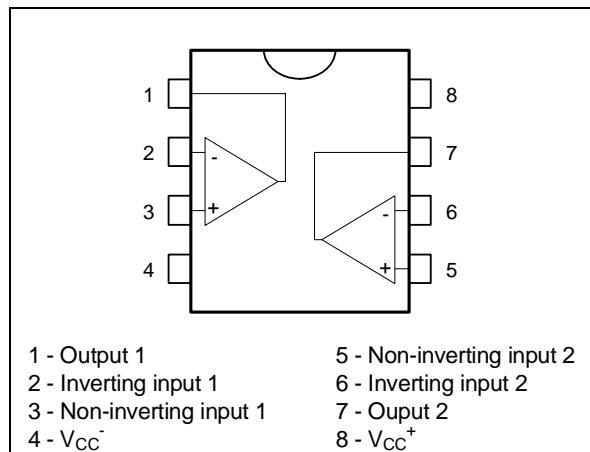 1
2
3
4
8
7
6
5
-
+
-
+
1 - Output 1
2 - Inverting input 1
3 - Non-inverting input 1
4 - VCC-
5 - Non-inverting input 2
6 - Inverting input 2
7 - Ouput 2
8 - VCC+